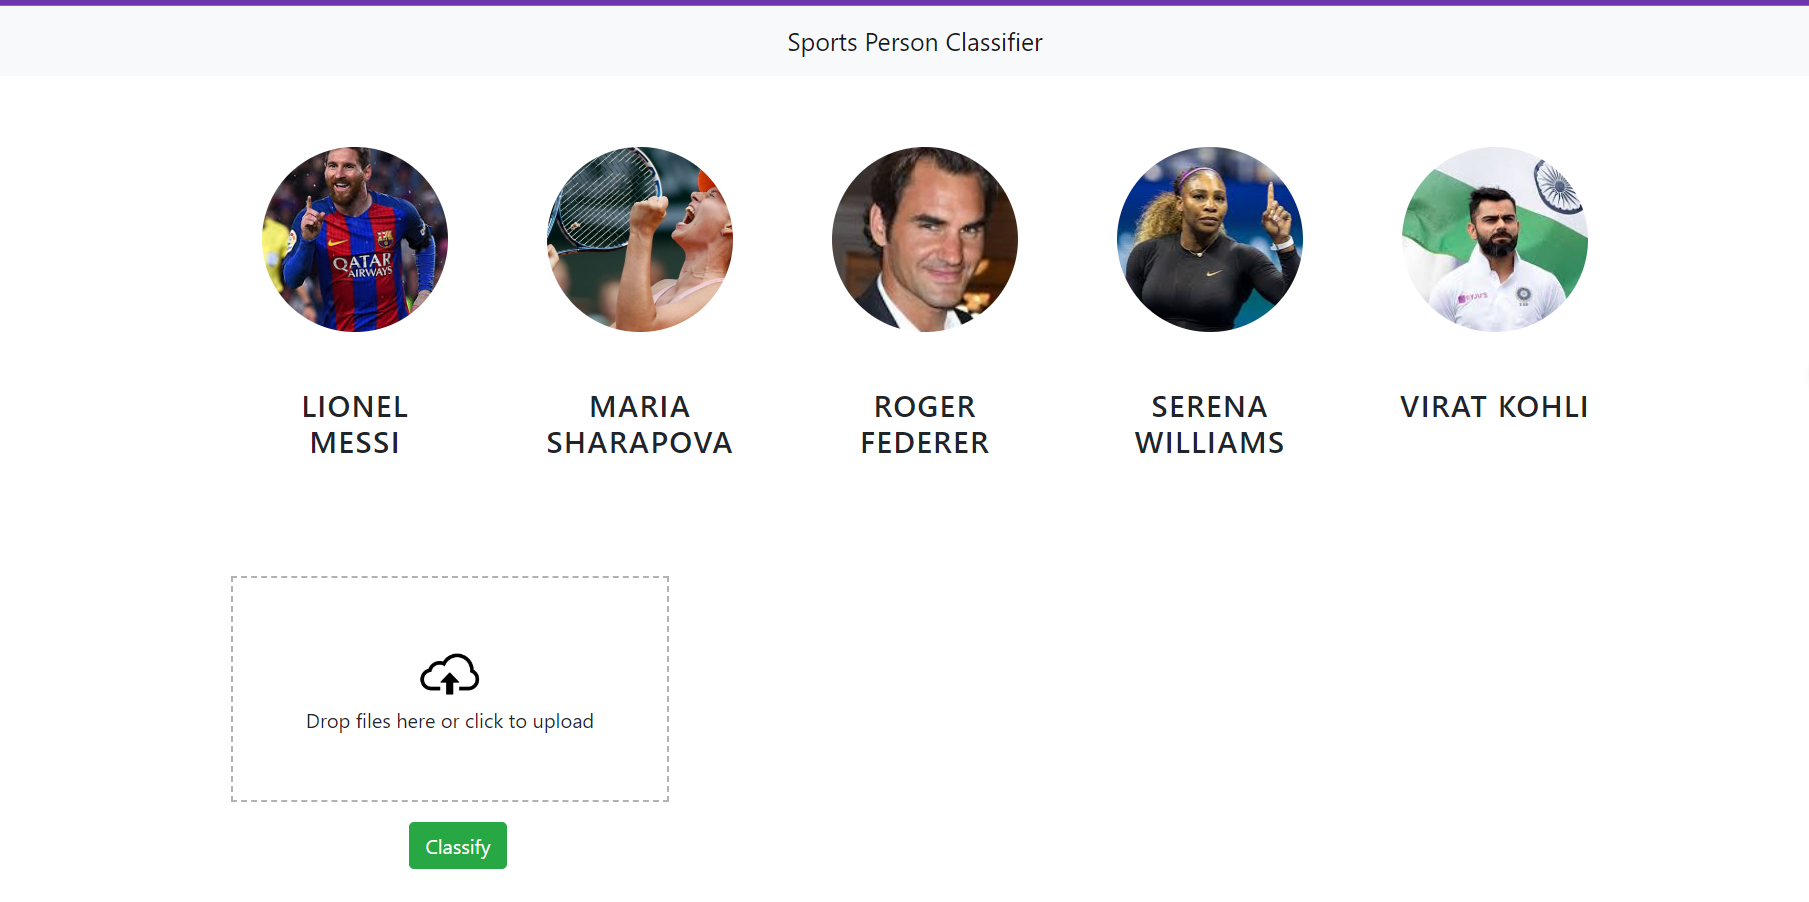 Sports Person Classifier
QATAR
AIRWAYS
LIONEL
MESSI
MARIA
SHARAPOVA
ROGER
FEDERER
SERENA
WILLIAMS
VIRAT KOHLI
Drop files here or click to upload
Classify